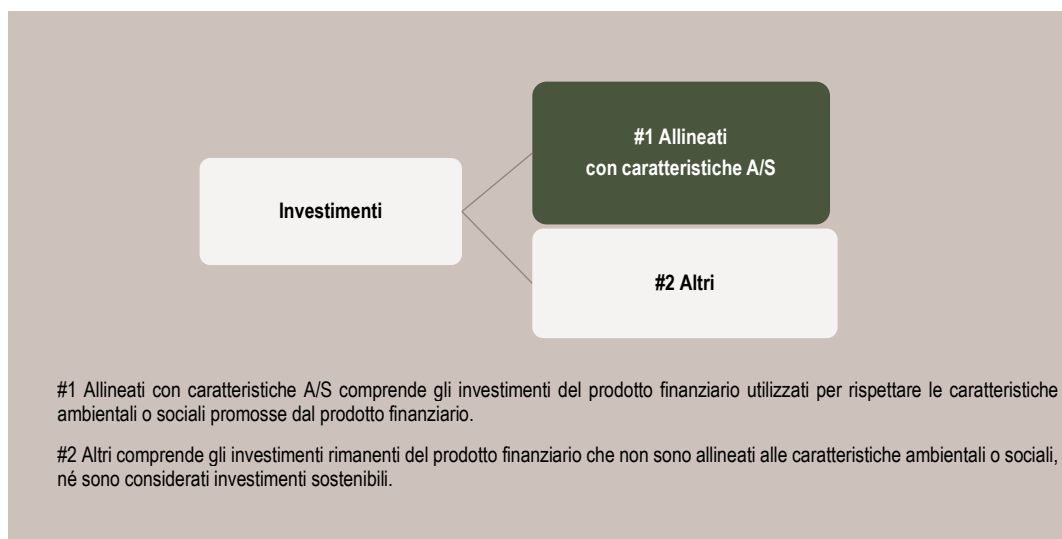 #1 Allineati
con caratteristiche A/S
Investimenti
#2 Altri
#1 Allineati con caratteristiche A/S comprende gli investimenti del prodotto finanziario utilizzati per rispettare le caratteristiche
ambientali o sociali promosse dal prodotto finanziario.
#2 Altri comprende gli investimenti rimanenti del prodotto finanziario che non sono allineati alle caratteristiche ambientali o sociali,
né sono considerati investimenti sostenibili.